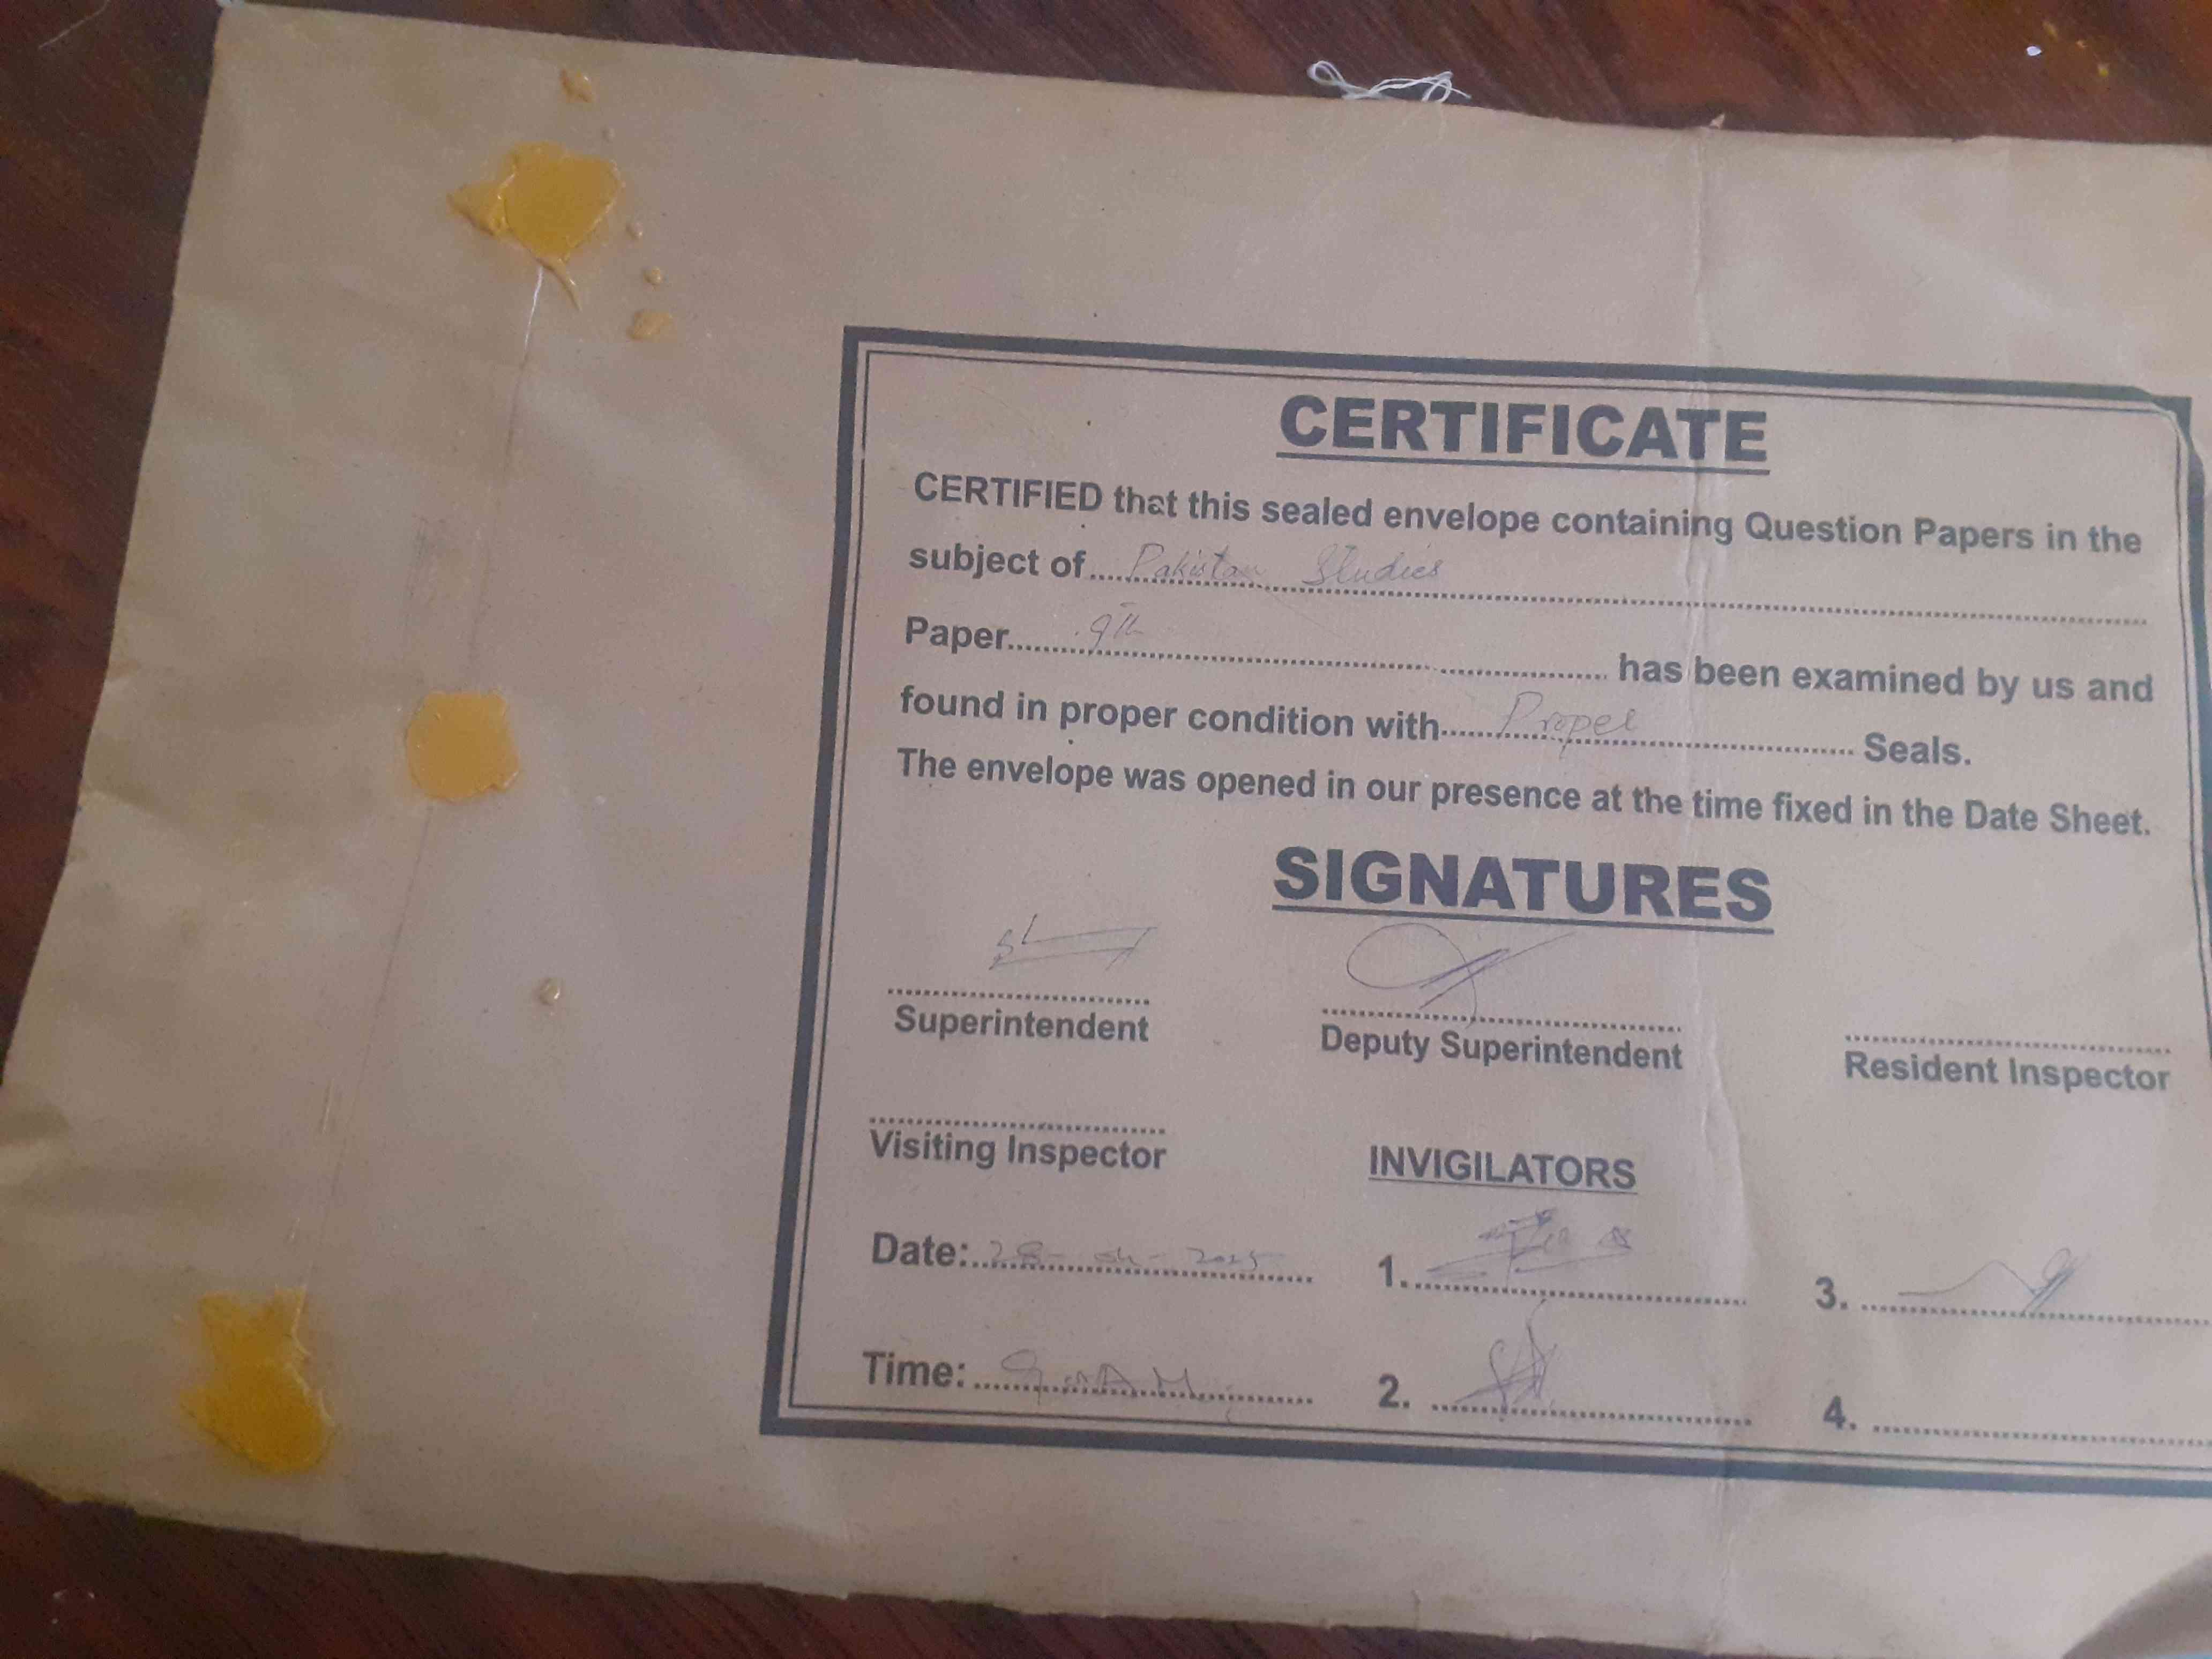 CERTIFICATE
CERTIFIED that this sealed envelope containing Question Papers in the
subject of Pakistan Studies
Paper 9th has been examined by us and
found in proper condition with Proper Seals.
The envelope was opened in our presence at the time fixed in the Date Sheet.
SIGNATURES
Superintendent
Deputy Superintendent
Resident Inspector
Visiting Inspector
INVIGILATORS
Date: 28-04-2025
1.
3.
Time: 9 AM
2.
4.